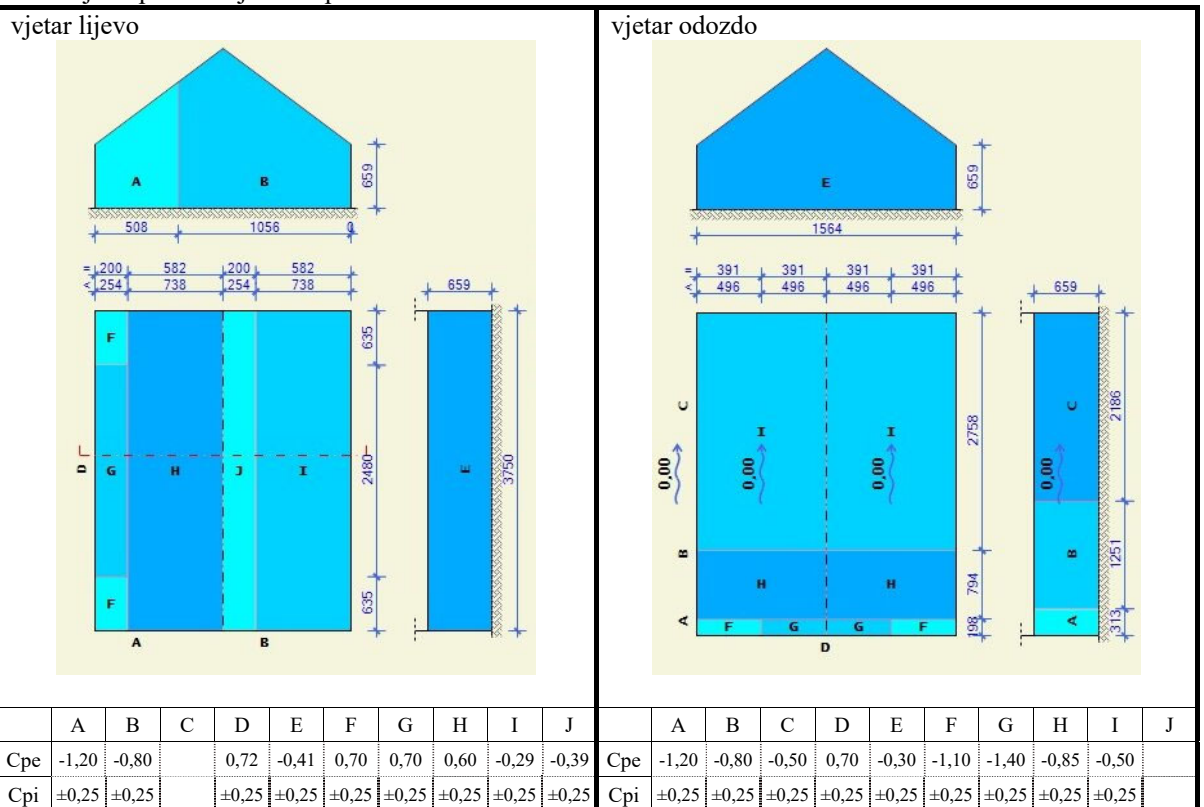 vjetar lijevo
A B
659
508 1056 0
= 200 582 200 582
< 254 738 254 738
659
F
D G H J I
F
A B
635
2480
635
E
3750
vjetar odozdo
E
659
1564
= 391 391 391 391
< 496 496 496 496
659
C
B
A
0,00
I I
0,00 0,00
H H
F G G F
D
2758
794
198
C
0,00
B
A
2186
1251
313
A B C D E F G H I J
Cpe -1,20 -0,80 0,72 -0,41 0,70 0,70 0,60 -0,29 -0,39
Cpi ±0,25 ±0,25 ±0,25 ±0,25 ±0,25 ±0,25 ±0,25 ±0,25 ±0,25
A B C D E F G H I J
Cpe -1,20 -0,80 -0,50 0,70 -0,30 -1,10 -1,40 -0,85 -0,50
Cpi ±0,25 ±0,25 ±0,25 ±0,25 ±0,25 ±0,25 ±0,25 ±0,25 ±0,25